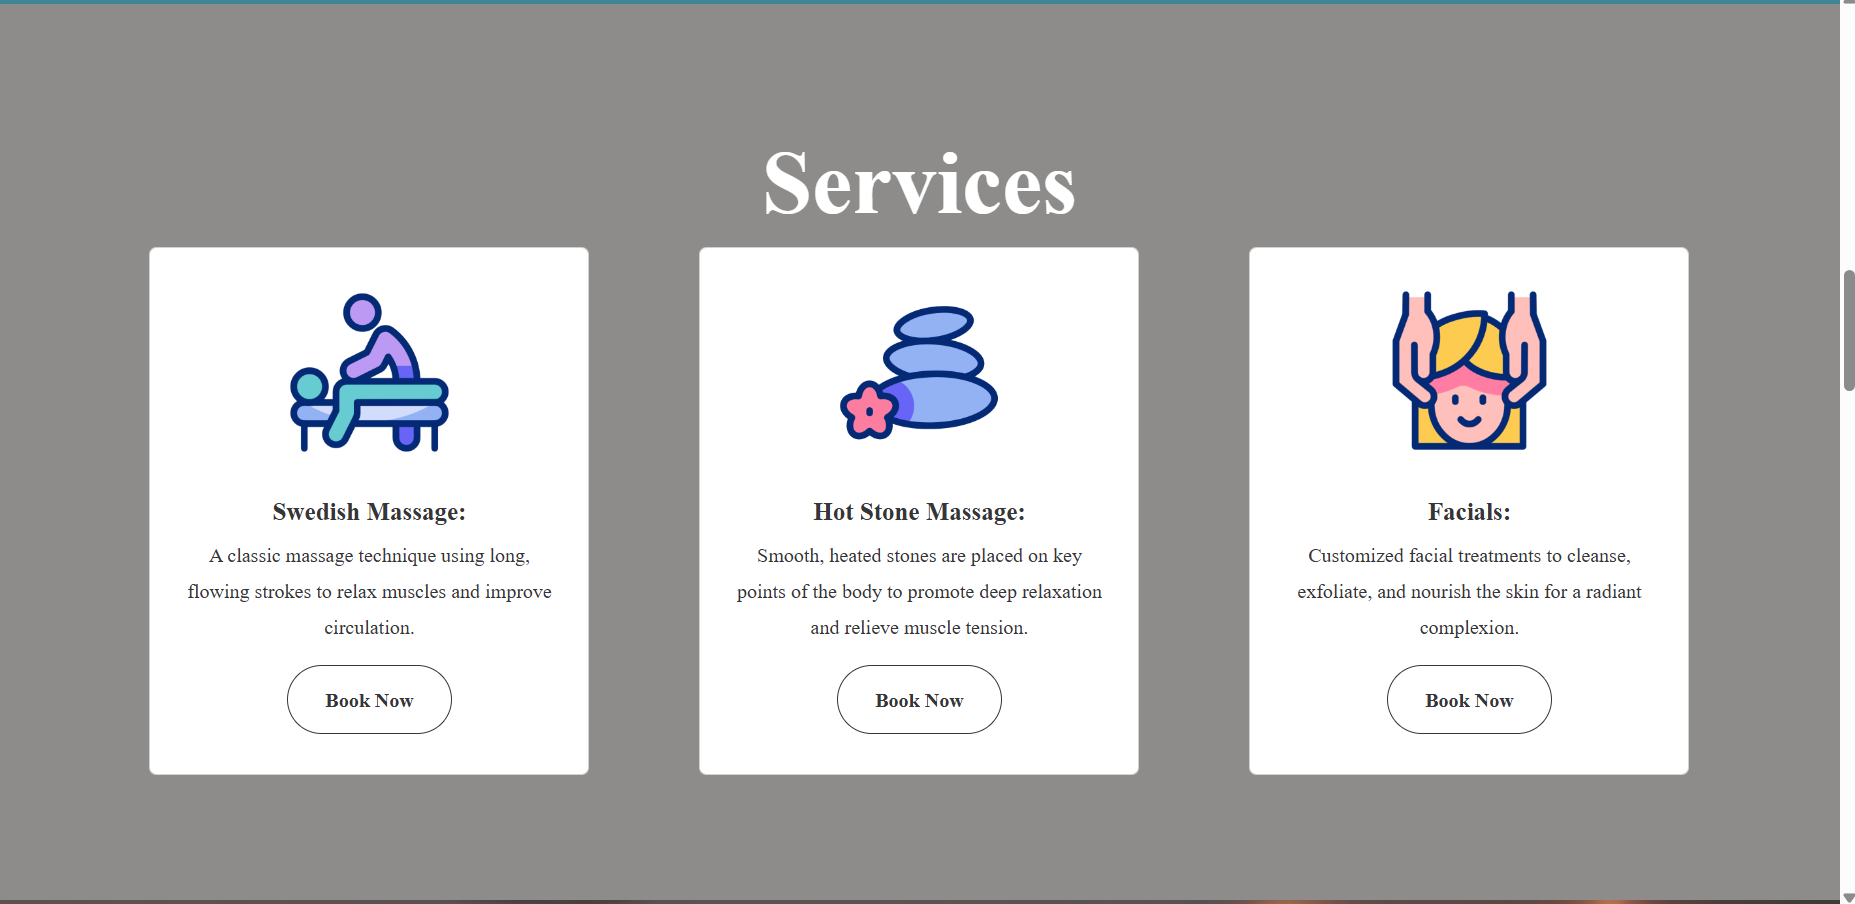 Services
Swedish Massage:
A classic massage technique using long,
flowing strokes to relax muscles and improve
circulation.
Book Now
Hot Stone Massage:
Smooth, heated stones are placed on key
points of the body to promote deep relaxation
and relieve muscle tension.
Book Now
Facials:
Customized facial treatments to cleanse,
exfoliate, and nourish the skin for a radiant
complexion.
Book Now